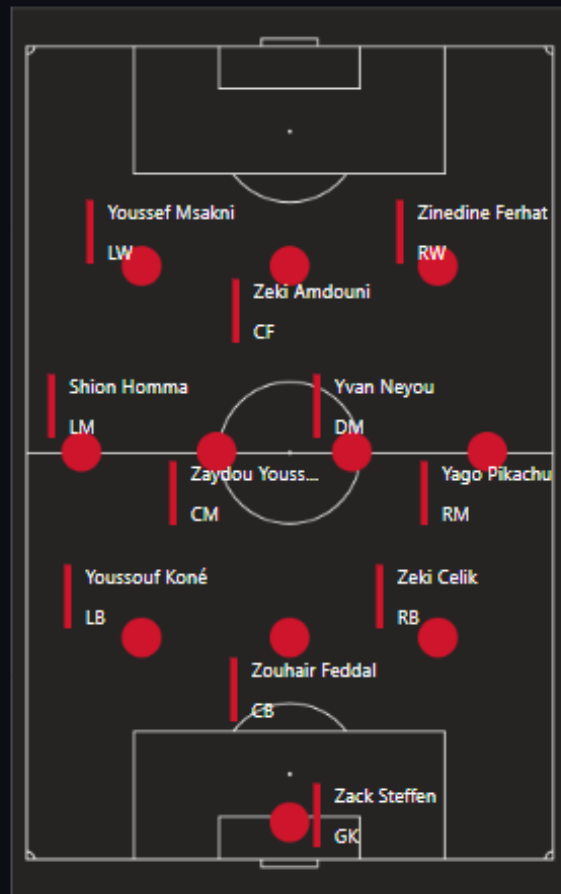 Youssef Msakni
LW
Zinedine Ferhat
RW
Zeki Amdouni
CF
Shion Homma
LM
Yvan Neyou
DM
Zaydou Youss...
CM
Yago Pikachu
RM
Youssouf Koné
LB
Zeki Celik
RB
Zouhair Feddal
CB
Zack Steffen
GK